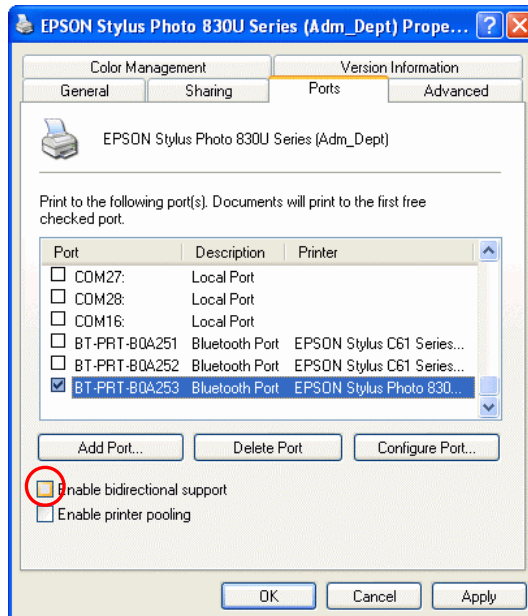 EPSON Stylus Photo 830U Series (Adm_Dept) Prope...
Color Management Version Information
General Sharing Ports Advanced
EPSON Stylus Photo 830U Series (Adm_Dept)
Print to the following port(s). Documents will print to the first free
checked port.
Port Description Printer
COM27: Local Port
COM28: Local Port
COM16: Local Port
BT-PRT-B0A251 Bluetooth Port EPSON Stylus C61 Series...
BT-PRT-B0A252 Bluetooth Port EPSON Stylus C61 Series...
BT-PRT-B0A253 Bluetooth Port EPSON Stylus Photo 830...
Add Port... Delete Port Configure Port...
Enable bidirectional support
Enable printer pooling
OK Cancel Apply